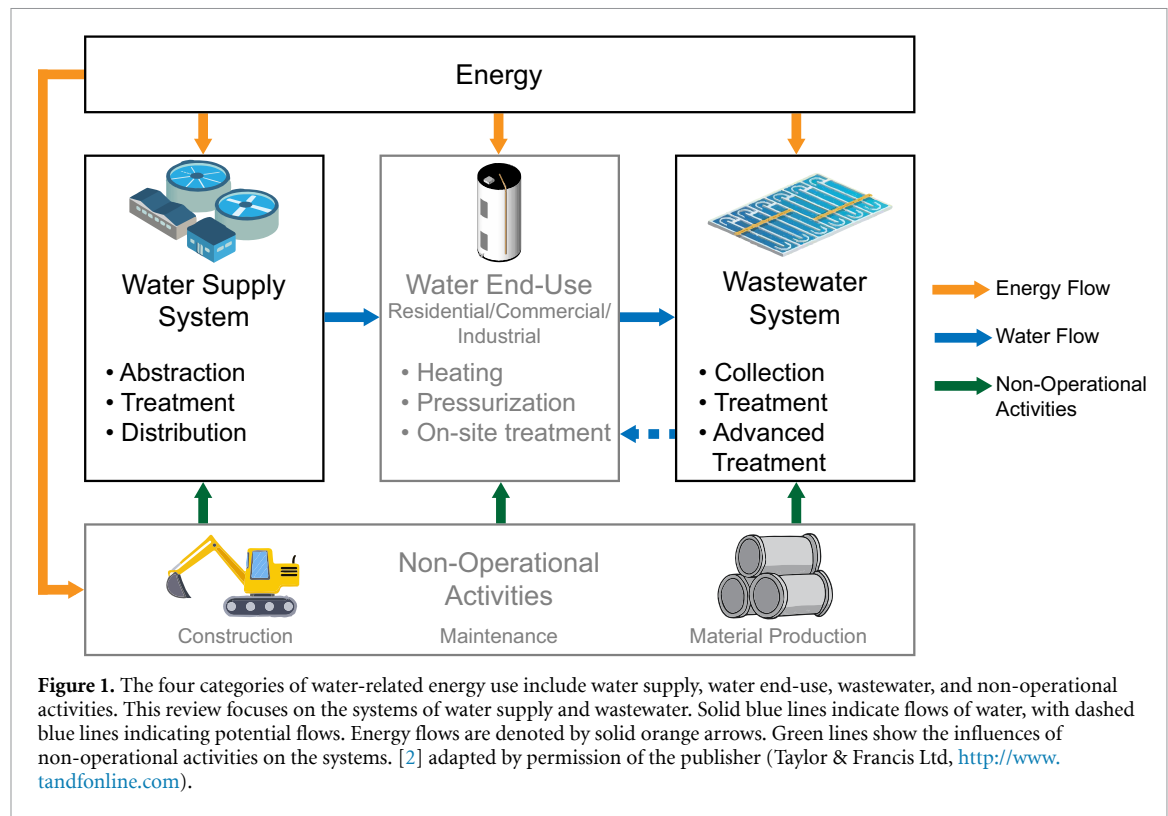 Energy
Water Supply
System
• Abstraction
• Treatment
• Distribution
Water End-Use
Residential/Commercial/
Industrial
• Heating
• Pressurization
• On-site treatment
Wastewater
System
• Collection
• Treatment
• Advanced
Treatment
Energy Flow
Water Flow
Non-Operational
Activities
Non-Operational
Activities
Construction
Maintenance
Material Production
Figure 1. The four categories of water-related energy use include water supply, water end-use, wastewater, and non-operational
activities. This review focuses on the systems of water supply and wastewater. Solid blue lines indicate flows of water, with dashed
blue lines indicating potential flows. Energy flows are denoted by solid orange arrows. Green lines show the influences of
non-operational activities on the systems. [2] adapted by permission of the publisher (Taylor & Francis Ltd, http://www.
tandfonline.com).